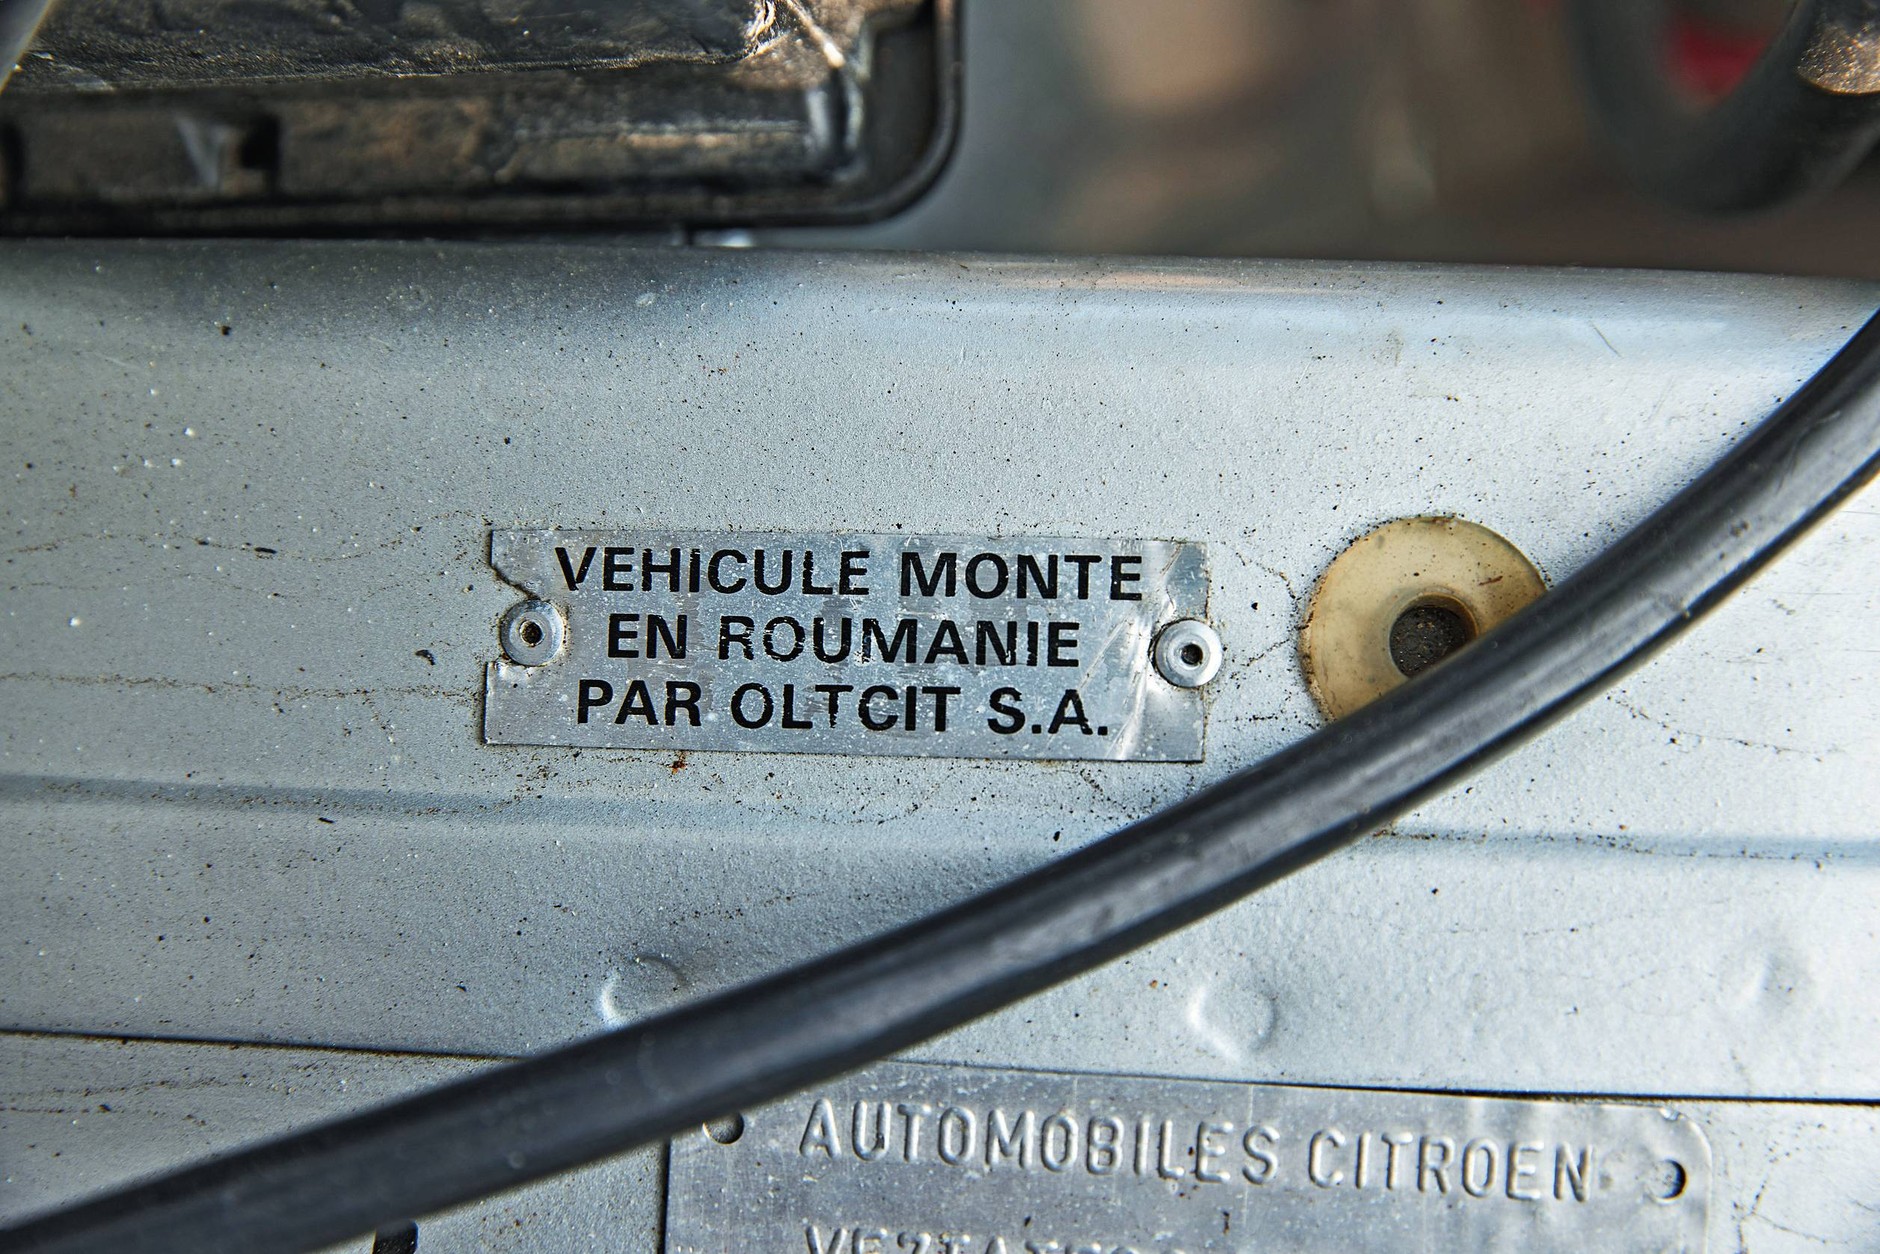 VEHICULE MONTE
EN ROUMANIE
PAR OLTCIT S.A.
AUTOMOBILES CITROEN